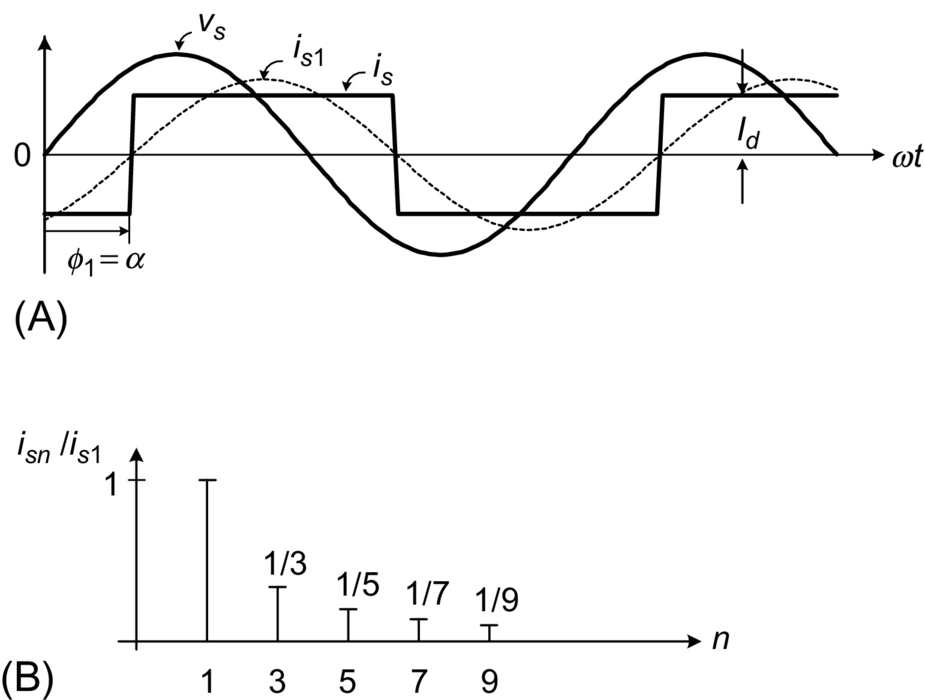 v_s
i_s1
i_s
0
I_d
ωt
ϕ_1 = α
(A)
i_sn /i_s1
1
1/3
1/5
1/7
1/9
n
1 3 5 7 9
(B)